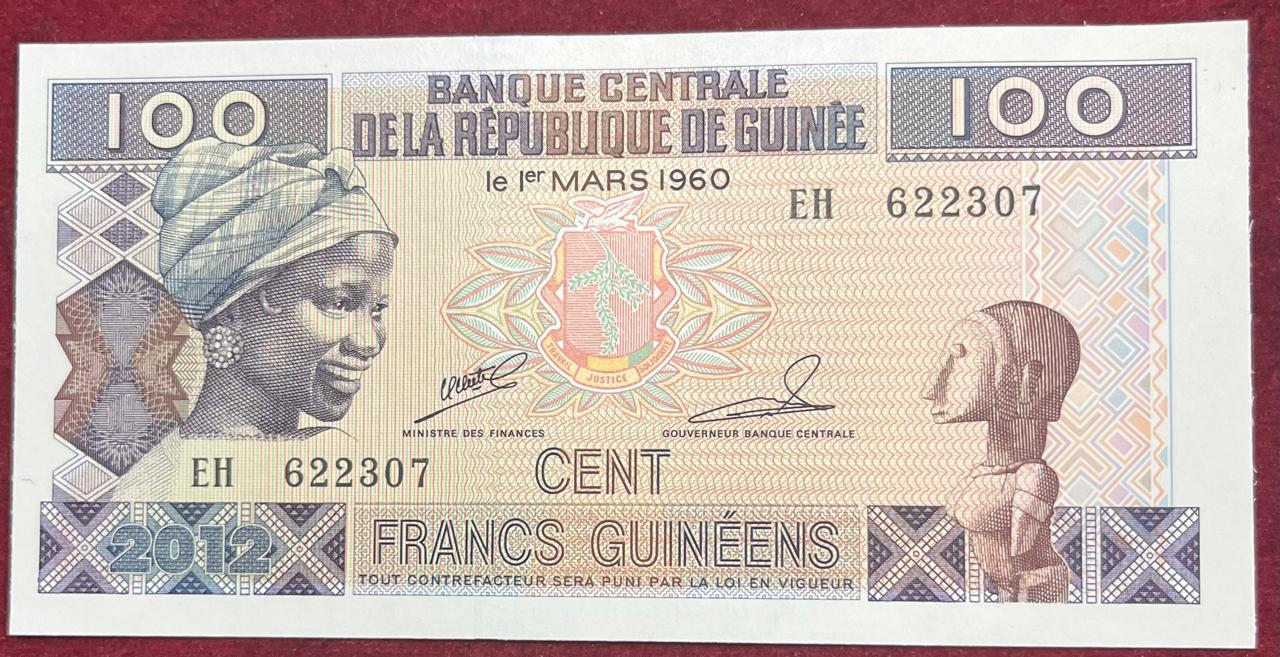 100
BANQUE CENTRALE
100
DE LA RÉPUBLIQUE DE GUINÉE
le 1er MARS 1960
EH 622307
TRAVAIL JUSTICE SOLIDARITÉ
MINISTRE DES FINANCES
GOUVERNEUR BANQUE CENTRALE
EH 622307
CENT
2012
FRANCS GUINÉENS
TOUT CONTREFACTEUR SERA PUNI PAR LA LOI EN VIGUEUR